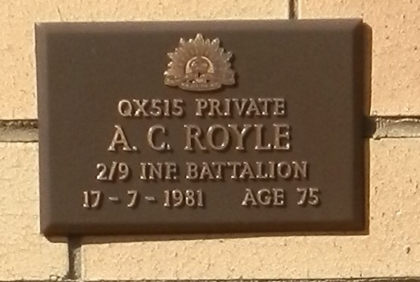 QX515 PRIVATE
A. C. ROYLE
2/9 INF. BATTALION
17 - 7 - 1981 AGE 75